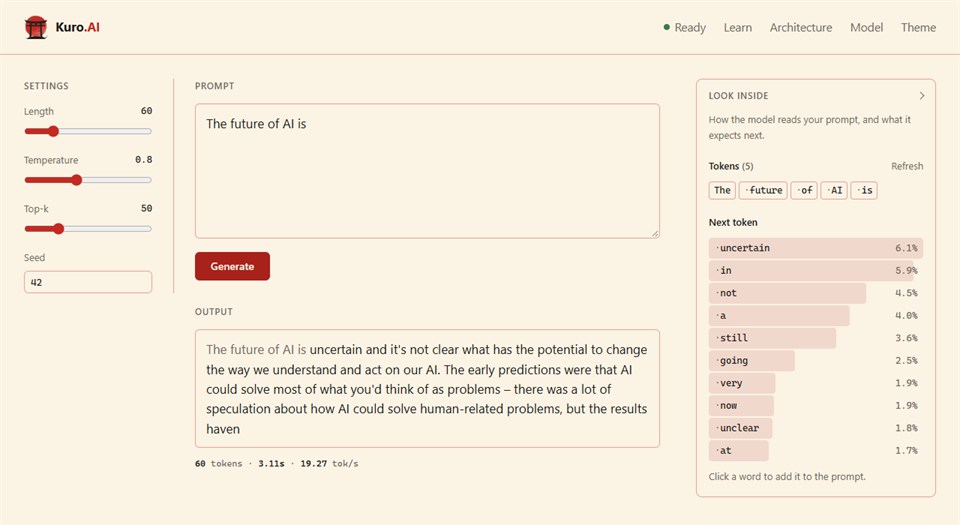 Kuro.AI
Ready Learn Architecture Model Theme
SETTINGS
Length 60
Temperature 0.8
Top-k 50
Seed
42
PROMPT
The future of AI is
Generate
OUTPUT
The future of AI is uncertain and it's not clear what has the potential to change
the way we understand and act on our AI. The early predictions were that AI
could solve most of what you'd think of as problems – there was a lot of
speculation about how AI could solve human-related problems, but the results
haven
60 tokens · 3.11s · 19.27 tok/s
LOOK INSIDE
How the model reads your prompt, and what it
expects next.
Tokens (5) Refresh
The ·future ·of ·AI ·is
Next token
·uncertain 6.1%
·in 5.9%
·not 4.5%
·a 4.0%
·still 3.6%
·going 2.5%
·very 1.9%
·now 1.9%
·unclear 1.8%
·at 1.7%
Click a word to add it to the prompt.